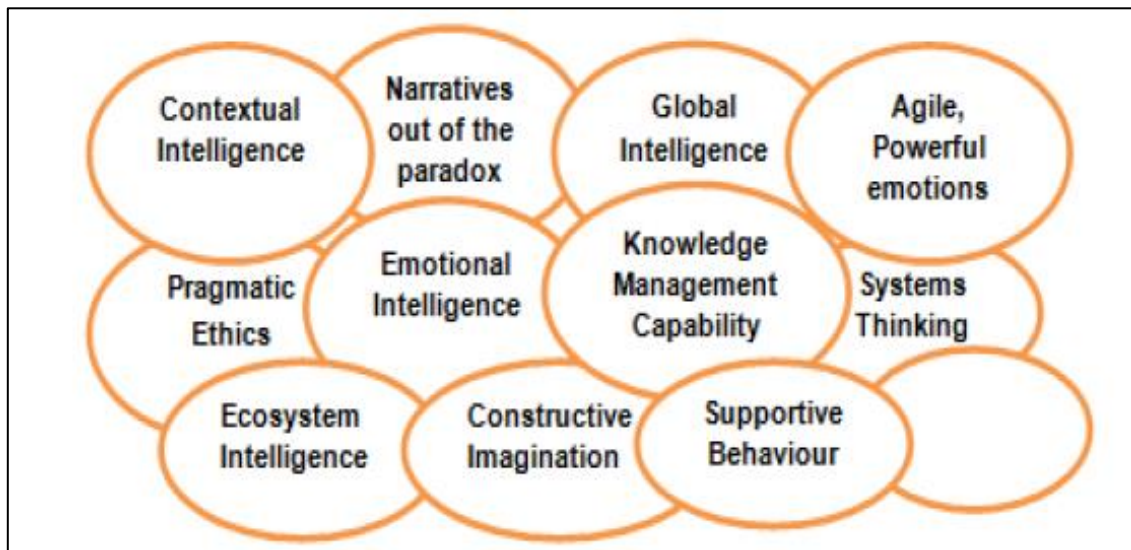 Contextual
Intelligence
Narratives
out of the
paradox
Global
Intelligence
Agile,
Powerful
emotions
Pragmatic
Ethics
Emotional
Intelligence
Knowledge
Management
Capability
Systems
Thinking
Ecosystem
Intelligence
Constructive
Imagination
Supportive
Behaviour